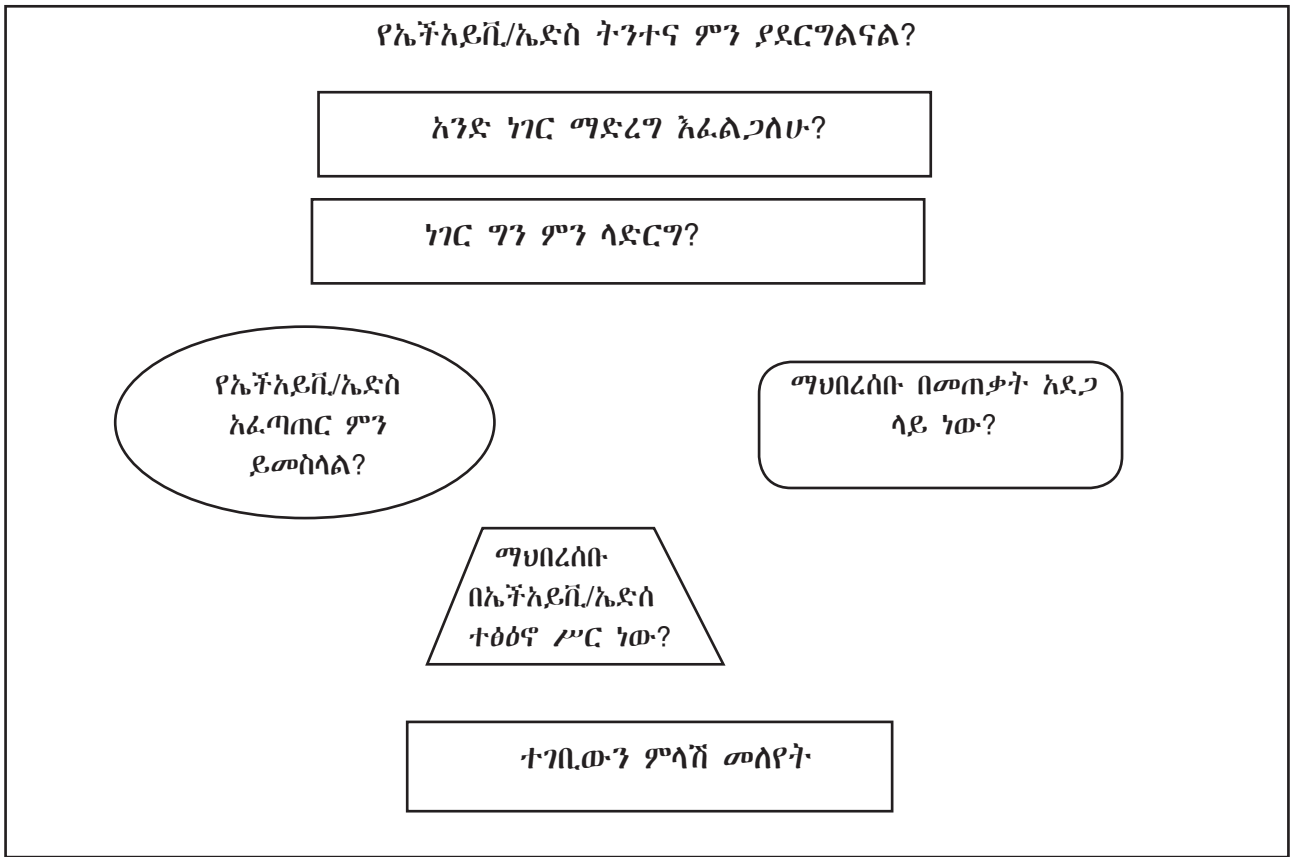 የኤችአይቪ/ኤድስ ትንተና ምን ያደርግልናል?
አንድ ነገር ማድረግ እፈልጋለሁ?
ነገር ግን ምን ላድርግ?
የኤችአይቪ/ኤድስ
አፈጣጠር ምን
ይመስላል?
ማህበረሰቡ በመጠቃት አደጋ
ላይ ነው?
ማህበረሰቡ
በኤችአይቪ/ኤድሰ
ተፅዕኖ ሥር ነው?
ተገቢውን ምላሽ መለየት